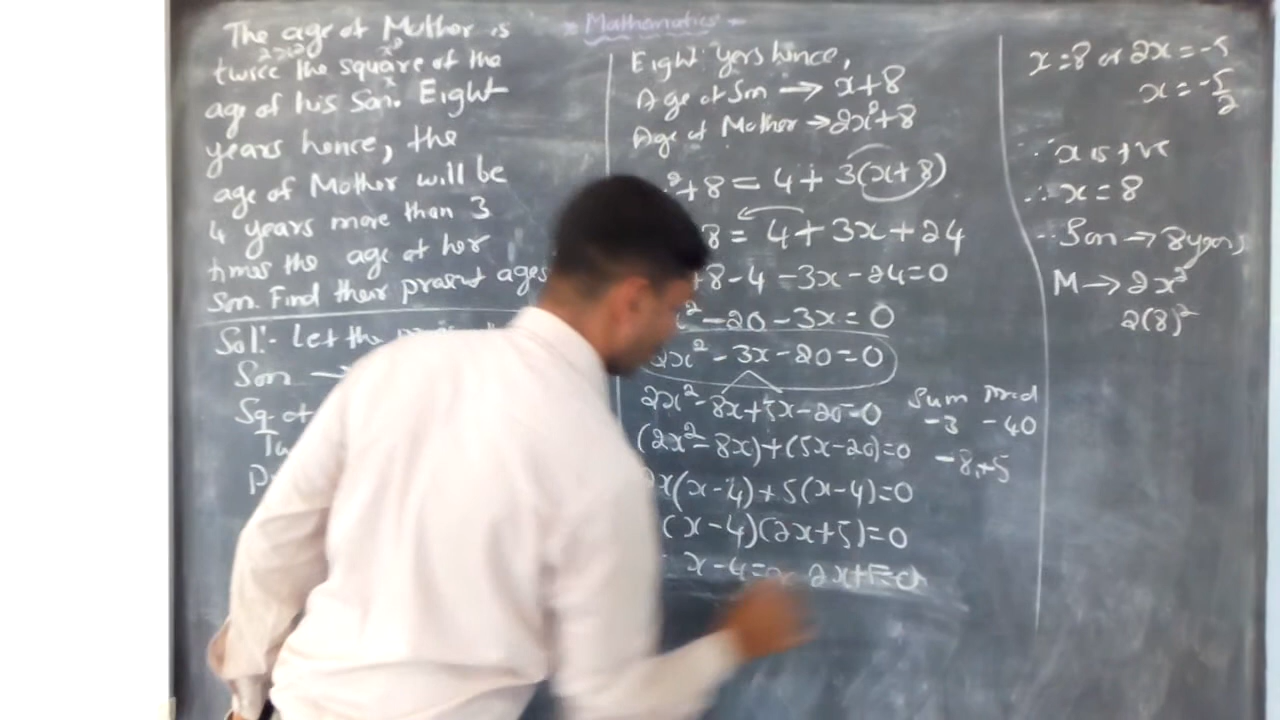 Mathematics
The age of Mother is
2x(x²) x²
twice the square of the
x
age of his Son. Eight
years hence, the
age of Mother will be
4 years more than 3
times the age of her
Son. Find their present ages
Sol:- Let the
Son →
Sq of
Eight yers hince,
Age of Son → x+8
Age of Mother → 2x²+8
²+8 = 4+3(x+8)
8 = 4+3x+24
+8-4-3x-24=0
²-20-3x=0
2x²-3x-20=0
2x²-8x+5x-20=0
(2x²-8x)+(5x-20)=0
2x(x-4)+5(x-4)=0
(x-4)(2x+5)=0
x-4=0 2x+5=0
Sum Prod
-3 -40
-8,+5
x=8 or 2x=-5
x=-5/2
∵ x is +ve
∴ x=8
∴ Son → 8 years
M → 2x²
2(8)²